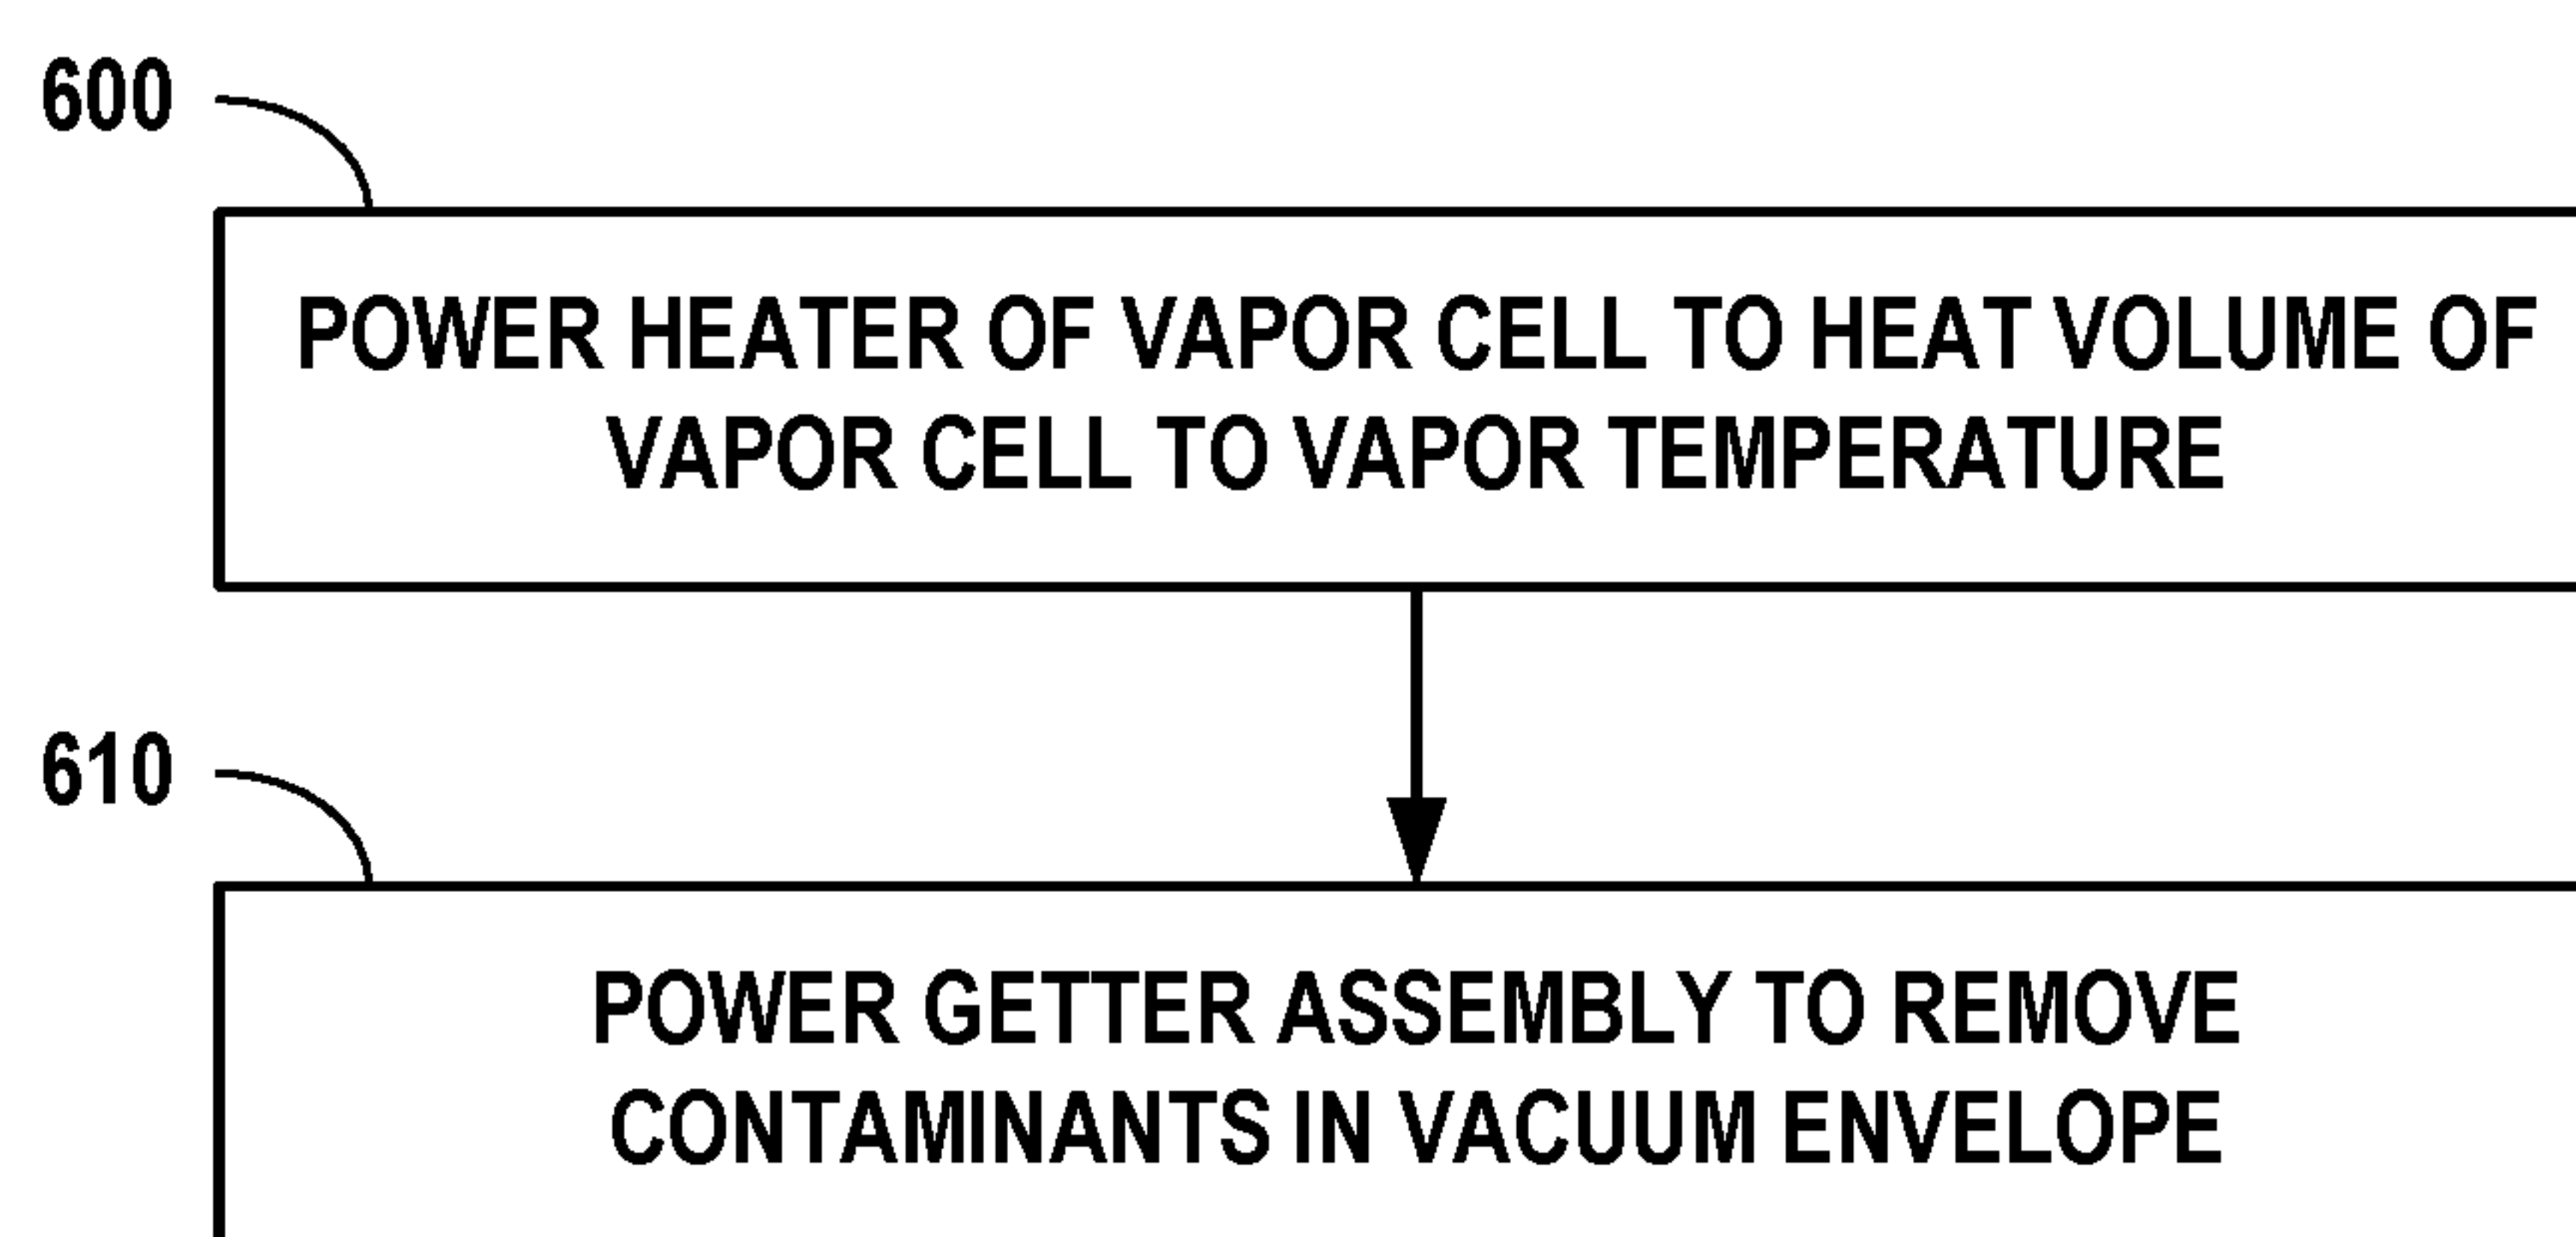 600
POWER HEATER OF VAPOR CELL TO HEAT VOLUME OF
VAPOR CELL TO VAPOR TEMPERATURE
610
POWER GETTER ASSEMBLY TO REMOVE
CONTAMINANTS IN VACUUM ENVELOPE